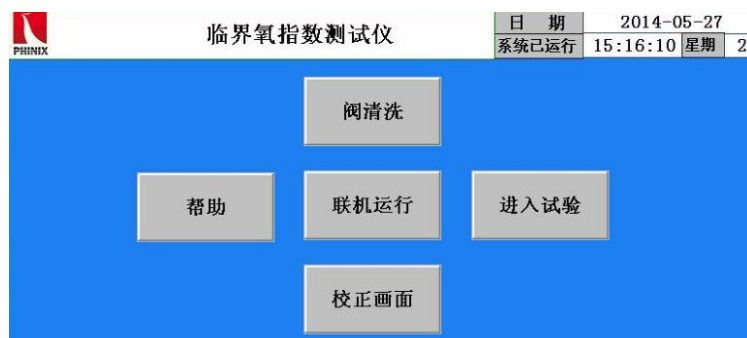 PHINIX
临界氧指数测试仪
日 期 2014-05-27
系统已运行 15:16:10 星期 2
阀清洗
帮助 联机运行 进入试验
校正画面